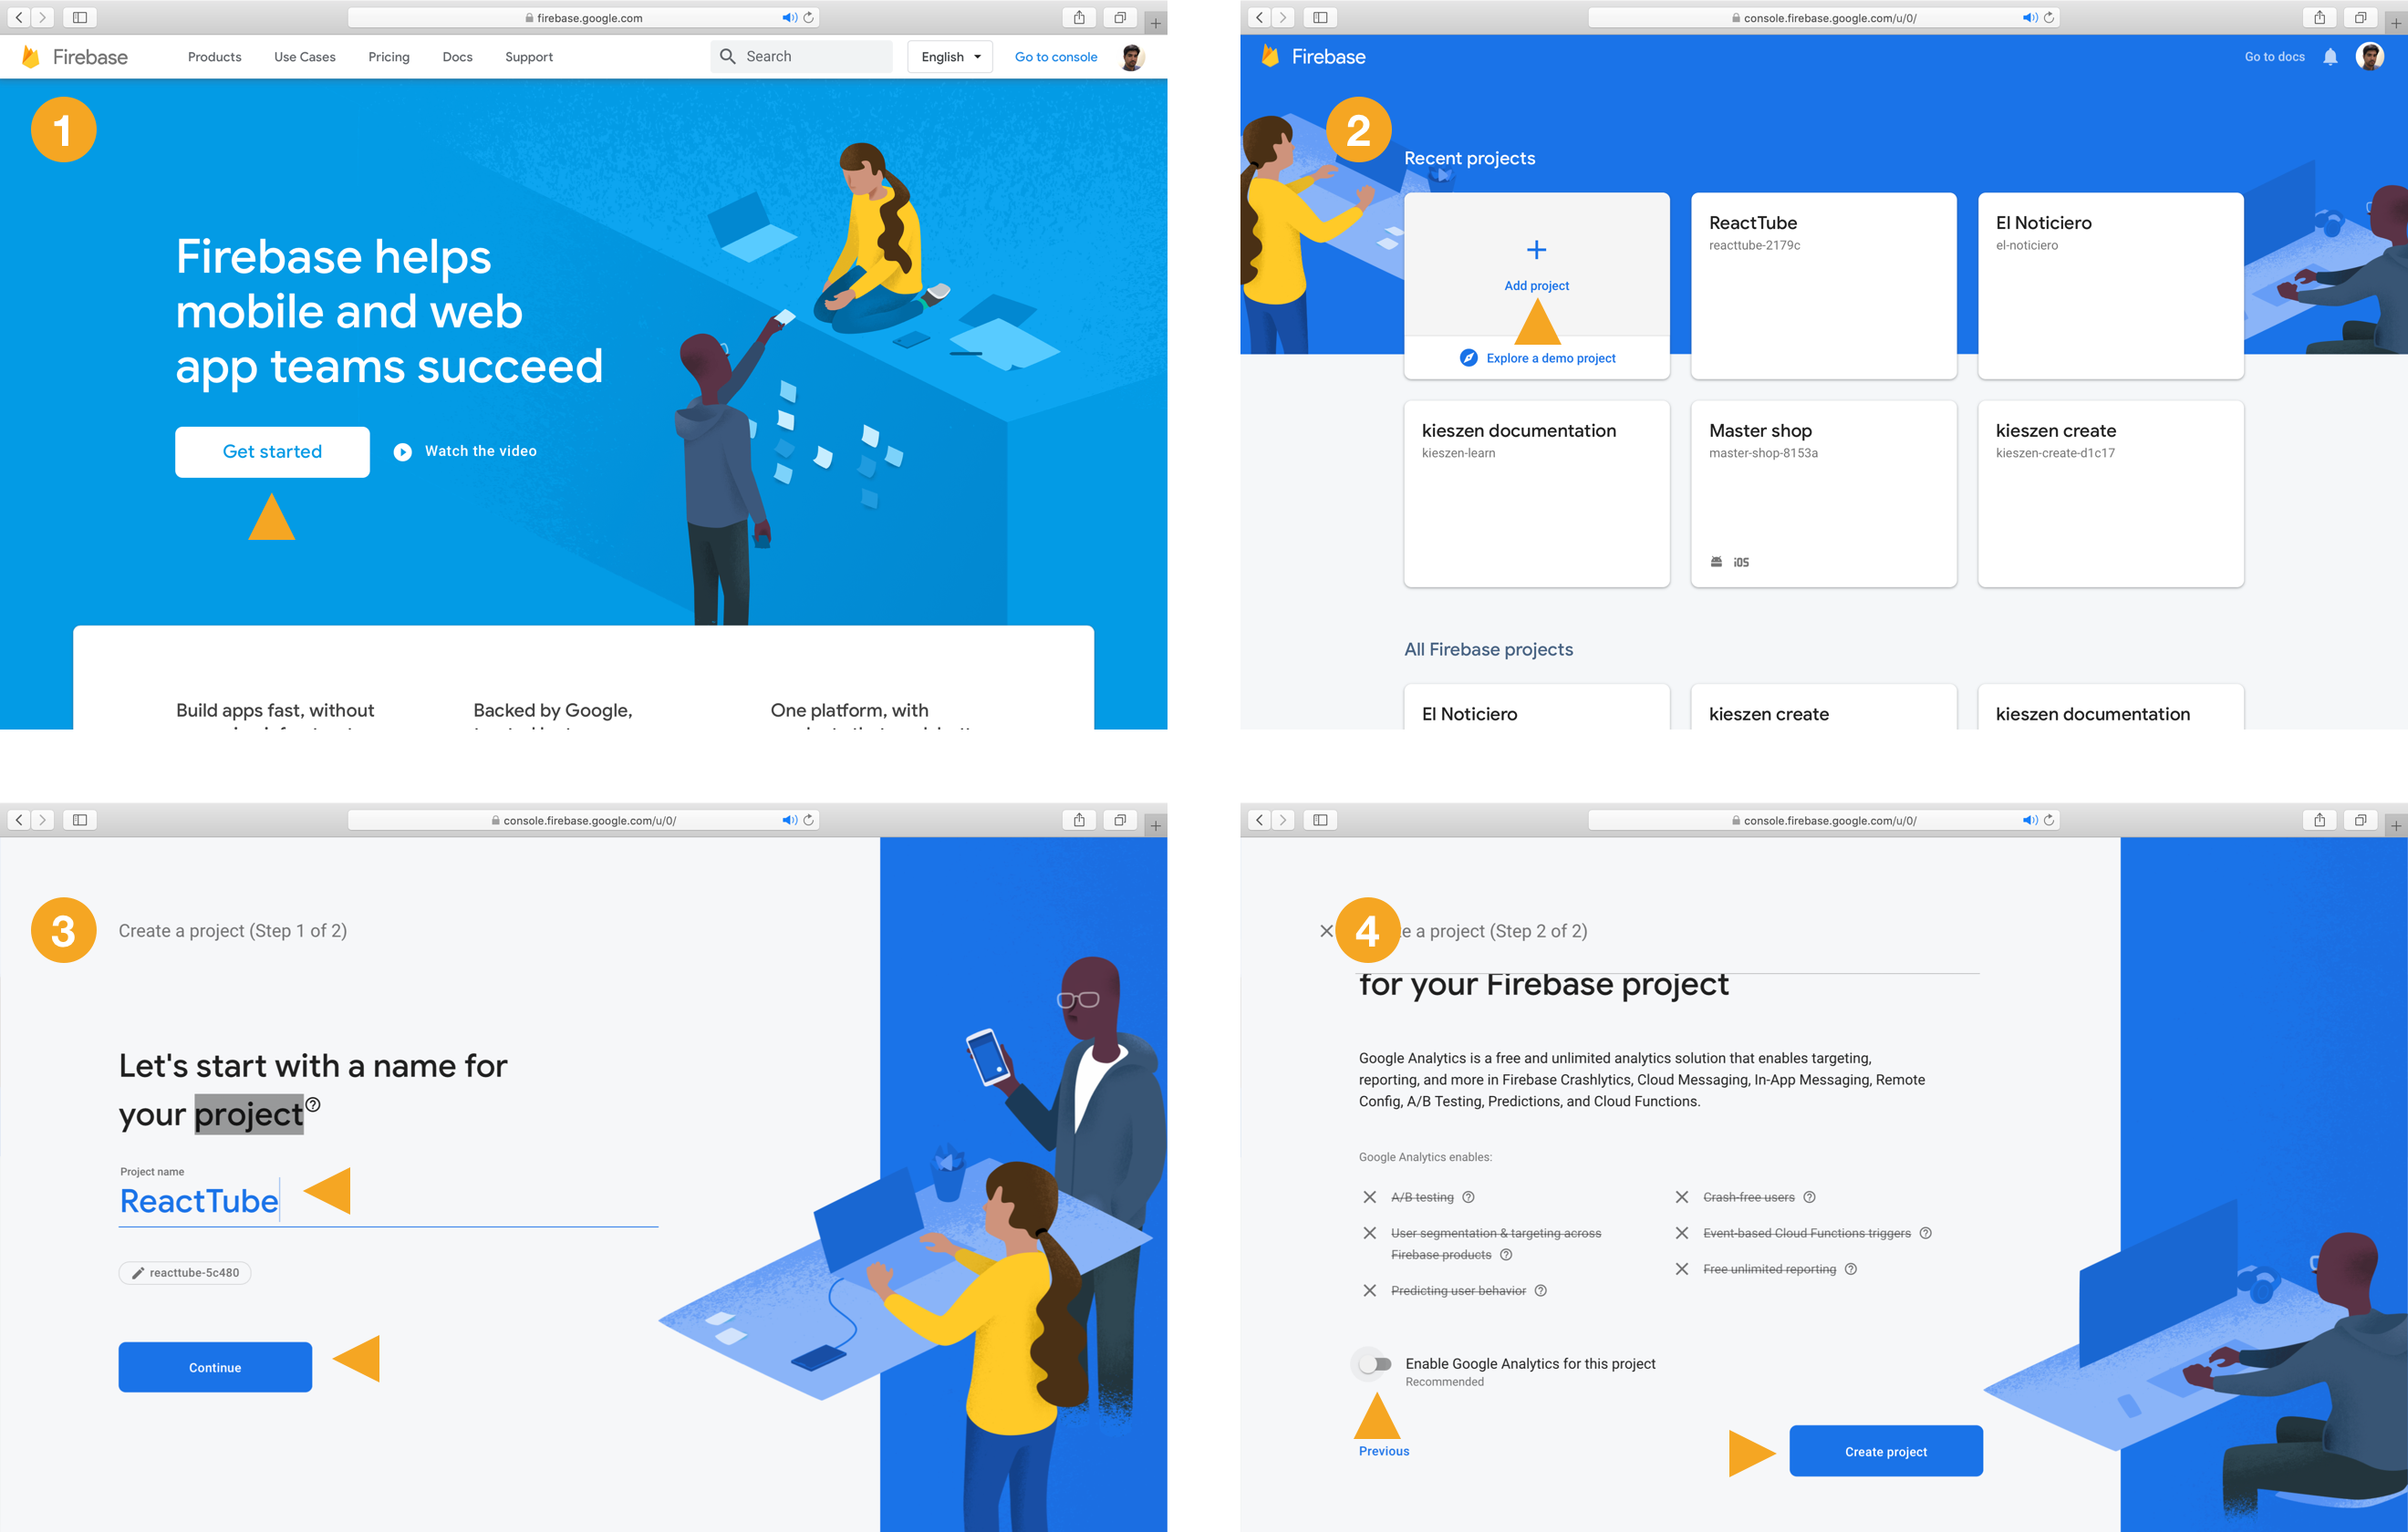 firebase.google.com
Firebase
Products
Use Cases
Pricing
Docs
Support
Search
English
Go to console
1
Firebase helps
mobile and web
app teams succeed
Get started
Watch the video
Build apps fast, without
Backed by Google,
One platform, with
console.firebase.google.com/u/0/
Firebase
Go to docs
2
Recent projects
Add project
Explore a demo project
ReactTube
reacttube-2179c
El Noticiero
el-noticiero
kieszen documentation
kieszen-learn
Master shop
master-shop-8153a
iOS
kieszen create
kieszen-create-d1c17
All Firebase projects
El Noticiero
kieszen create
kieszen documentation
console.firebase.google.com/u/0/
3
Create a project (Step 1 of 2)
Let's start with a name for
your project
Project name
ReactTube
reacttube-5c480
Continue
console.firebase.google.com/u/0/
4
e a project (Step 2 of 2)
for your Firebase project
Google Analytics is a free and unlimited analytics solution that enables targeting,
reporting, and more in Firebase Crashlytics, Cloud Messaging, In-App Messaging, Remote
Config, A/B Testing, Predictions, and Cloud Functions.
Google Analytics enables:
A/B testing
User segmentation & targeting across
Firebase products
Predicting user behavior
Crash-free users
Event-based Cloud Functions triggers
Free unlimited reporting
Enable Google Analytics for this project
Recommended
Previous
Create project